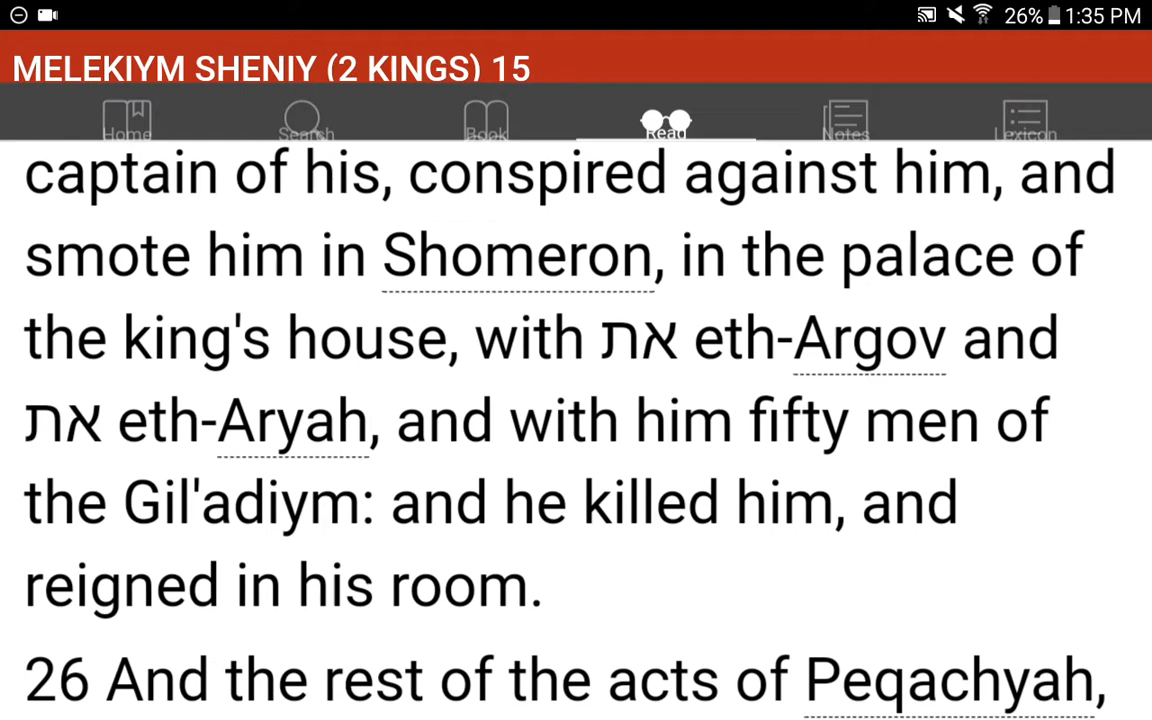 26% 1:35 PM
MELEKIYM SHENIY (2 KINGS) 15
Home Search Book Read Notes Lexicon
captain of his, conspired against him, and
smote him in Shomeron, in the palace of
the king's house, with את eth-Argov and
את eth-Aryah, and with him fifty men of
the Gil'adiym: and he killed him, and
reigned in his room.
26 And the rest of the acts of Peqachyah,